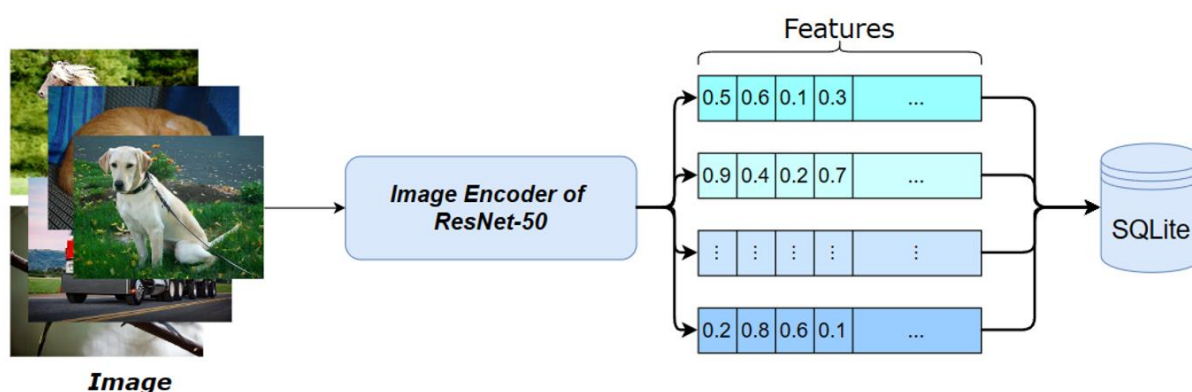 Features
0.5 0.6 0.1 0.3 ...
0.9 0.4 0.2 0.7 ...
Image Encoder of
ResNet-50
SQLite
⋮ ⋮ ⋮ ⋮ ⋮
0.2 0.8 0.6 0.1 ...
Image